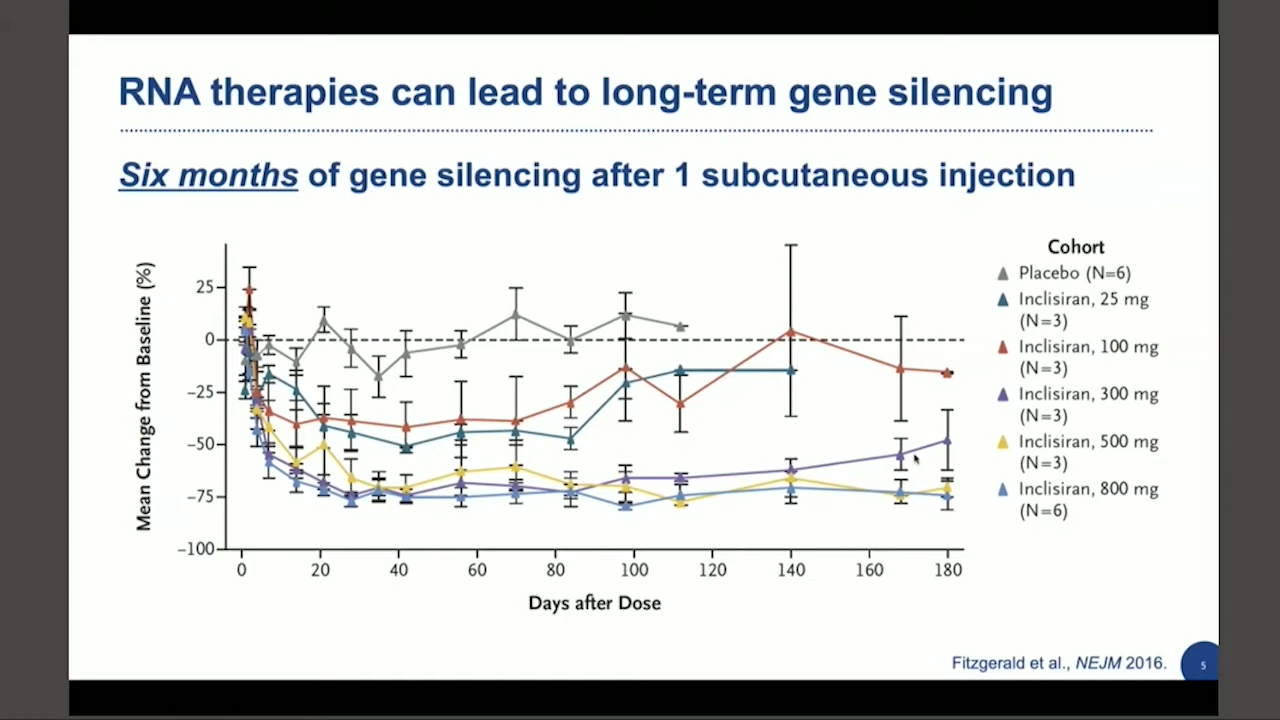 RNA therapies can lead to long-term gene silencing
Six months of gene silencing after 1 subcutaneous injection
Mean Change from Baseline (%)
25
0
−25
−50
−75
−100
0 20 40 60 80 100 120 140 160 180
Days after Dose
Cohort
Placebo (N=6)
Inclisiran, 25 mg
(N=3)
Inclisiran, 100 mg
(N=3)
Inclisiran, 300 mg
(N=3)
Inclisiran, 500 mg
(N=3)
Inclisiran, 800 mg
(N=6)
Fitzgerald et al., NEJM 2016.
5